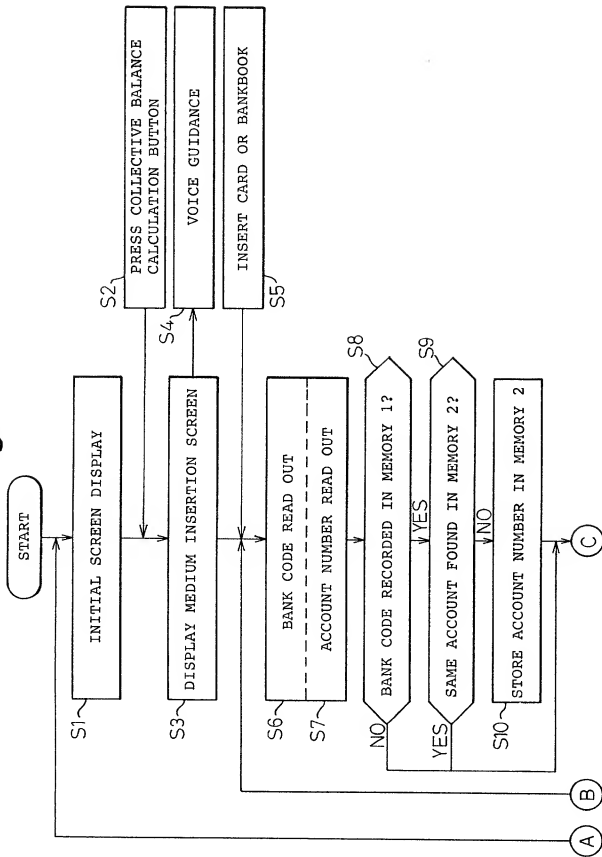 START
S1
INITIAL SCREEN DISPLAY
S2
PRESS COLLECTIVE BALANCE
CALCULATION BUTTON
S3
DISPLAY MEDIUM INSERTION SCREEN
S4
VOICE GUIDANCE
S5
INSERT CARD OR BANKBOOK
S6
BANK CODE READ OUT
S7
ACCOUNT NUMBER READ OUT
S8
BANK CODE RECORDED IN MEMORY 1?
NO
YES
S9
SAME ACCOUNT FOUND IN MEMORY 2?
YES
NO
S10
STORE ACCOUNT NUMBER IN MEMORY 2
A
B
C